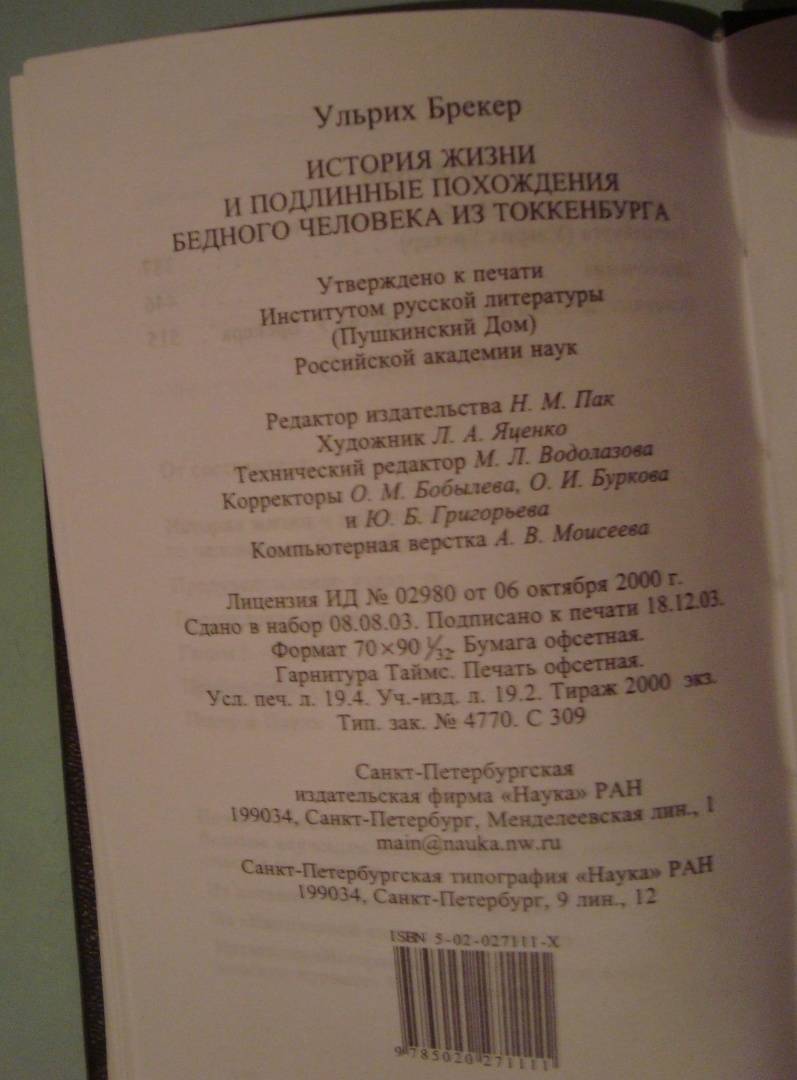 Ульрих Брекер
ИСТОРИЯ ЖИЗНИ
И ПОДЛИННЫЕ ПОХОЖДЕНИЯ
БЕДНОГО ЧЕЛОВЕКА ИЗ ТОККЕНБУРГА
Утверждено к печати
Институтом русской литературы
(Пушкинский Дом)
Российской академии наук
Редактор издательства Н. М. Пак
Художник Л. А. Яценко
Технический редактор М. Л. Водолазова
Корректоры О. М. Бобылева, О. И. Буркова
и Ю. Б. Григорьева
Компьютерная верстка А. В. Моисеева
Лицензия ИД № 02980 от 06 октября 2000 г.
Сдано в набор 08.08.03. Подписано к печати 18.12.03.
Формат 70×90 1/32. Бумага офсетная.
Гарнитура Таймс. Печать офсетная.
Усл. печ. л. 19.4. Уч.-изд. л. 19.2. Тираж 2000 экз.
Тип. зак. № 4770. С 309
Санкт-Петербургская
издательская фирма «Наука» РАН
199034, Санкт-Петербург, Менделеевская лин., 1
main@nauka.nw.ru
Санкт-Петербургская типография «Наука» РАН
199034, Санкт-Петербург, 9 лин., 12
ISBN 5-02-027111-X
9785020271111